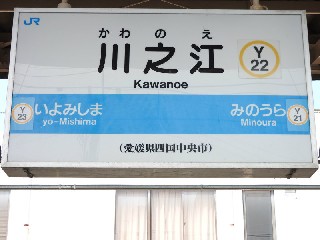 JR
かわのえ
川之江
Kawanoe
Y
22
Y
23
いよみしま
yo-Mishima
みのうら
Minoura
Y
21
(愛媛県四国中央市)